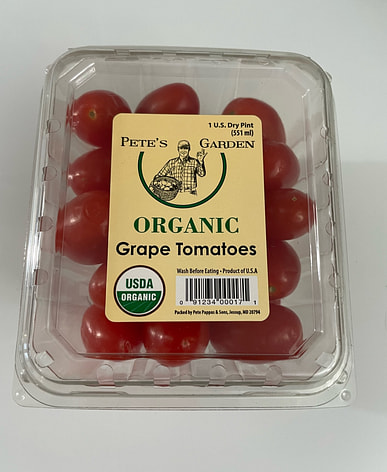 1 U.S. Dry Pint
(551 ml)
PETE'S GARDEN
ORGANIC
Grape Tomatoes
USDA
ORGANIC
Wash Before Eating • Product of U.S.A
0 91234 00017 1
Packed by Pete Pappas & Sons, Jessup, MD 20794